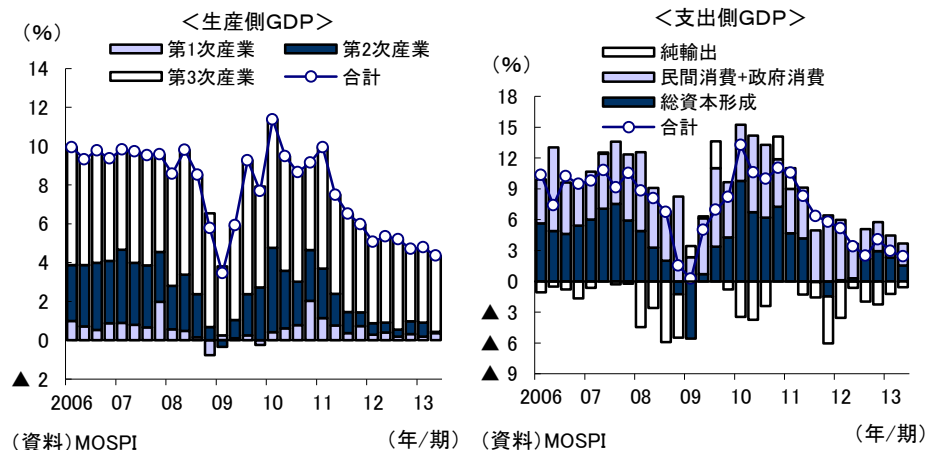 ＜生産側GDP＞
(%)
第1次産業 第2次産業
第3次産業 合計
14
12
10
8
6
4
2
0
▲ 2
2006 07 08 09 10 11 12 13
(資料)MOSPI (年/期)
＜支出側GDP＞
(%)
純輸出
民間消費+政府消費
総資本形成
合計
18
15
12
9
6
3
0
▲ 3
▲ 6
▲ 9
2006 07 08 09 10 11 12 13
(資料)MOSPI (年/期)